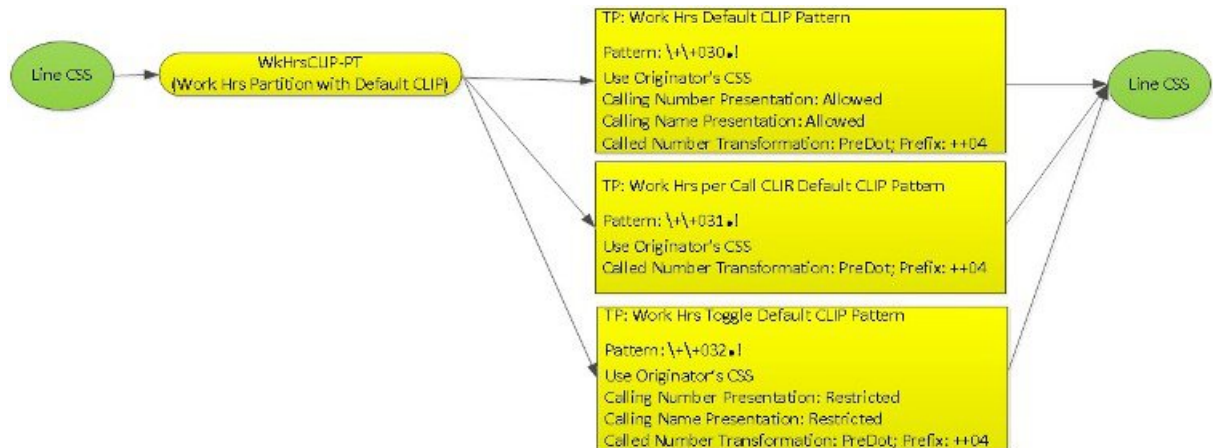 Line CSS
WkHrsCLIP-PT
(Work Hrs Partition with Default CLIP)
TP: Work Hrs Default CLIP Pattern
Pattern: \+\+030.!
Use Originator's CSS
Calling Number Presentation: Allowed
Calling Name Presentation: Allowed
Called Number Transformation: PreDot; Prefix: ++04
TP: Work Hrs per Call CLIR Default CLIP Pattern
Pattern: \+\+031.!
Use Originator's CSS
Called Number Transformation: PreDot; Prefix: ++04
TP: Work Hrs Toggle Default CLIP Pattern
Pattern: \+\+032.!
Use Originator's CSS
Calling Number Presentation: Restricted
Calling Name Presentation: Restricted
Called Number Transformation: PreDot; Prefix: ++04
Line CSS